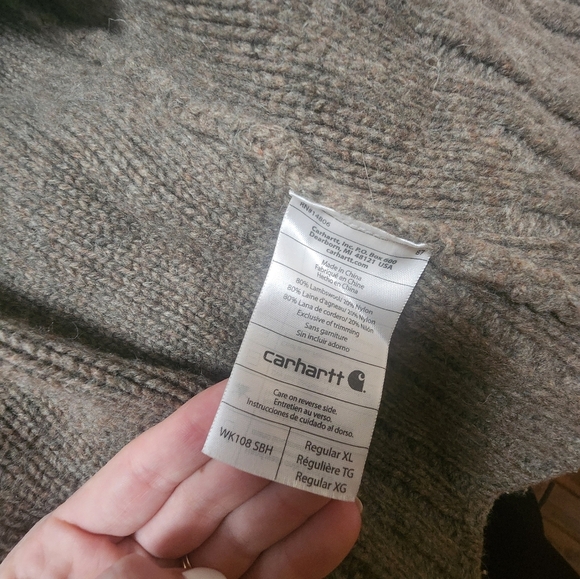 RN#14806
Carhartt, Inc. P.O. Box 600
Dearborn, MI 48121 USA
carhartt.com
Made in China
Fabriqué en Chine
Hecho en China
80% Lambswool/ 20% Nylon
80% Laine d'agneau/ 20% Nylon
80% Lana de cordero/ 20% Nilón
Exclusive of trimming
Sans garniture
Sin incluir adorno
carhartt
Care on reverse side.
Entretien au verso.
Instrucciones de cuidado al dorso.
WK108 SBH
Regular XL
Régulière TG
Regular XG